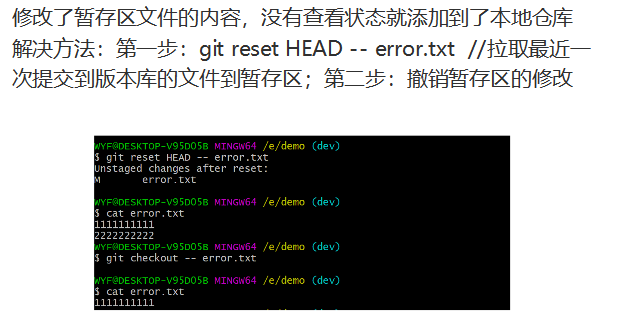 修改了暂存区文件的内容，没有查看状态就添加到了本地仓库
解决方法：第一步：git reset HEAD -- error.txt  //拉取最近一
次提交到版本库的文件到暂存区；第二步：撤销暂存区的修改
WYF@DESKTOP-V95DO5B MINGW64 /e/demo (dev)
$ git reset HEAD -- error.txt
Unstaged changes after reset:
M       error.txt
WYF@DESKTOP-V95DO5B MINGW64 /e/demo (dev)
$ cat error.txt
1111111111
2222222222
WYF@DESKTOP-V95DO5B MINGW64 /e/demo (dev)
$ git checkout -- error.txt
WYF@DESKTOP-V95DO5B MINGW64 /e/demo (dev)
$ cat error.txt
1111111111